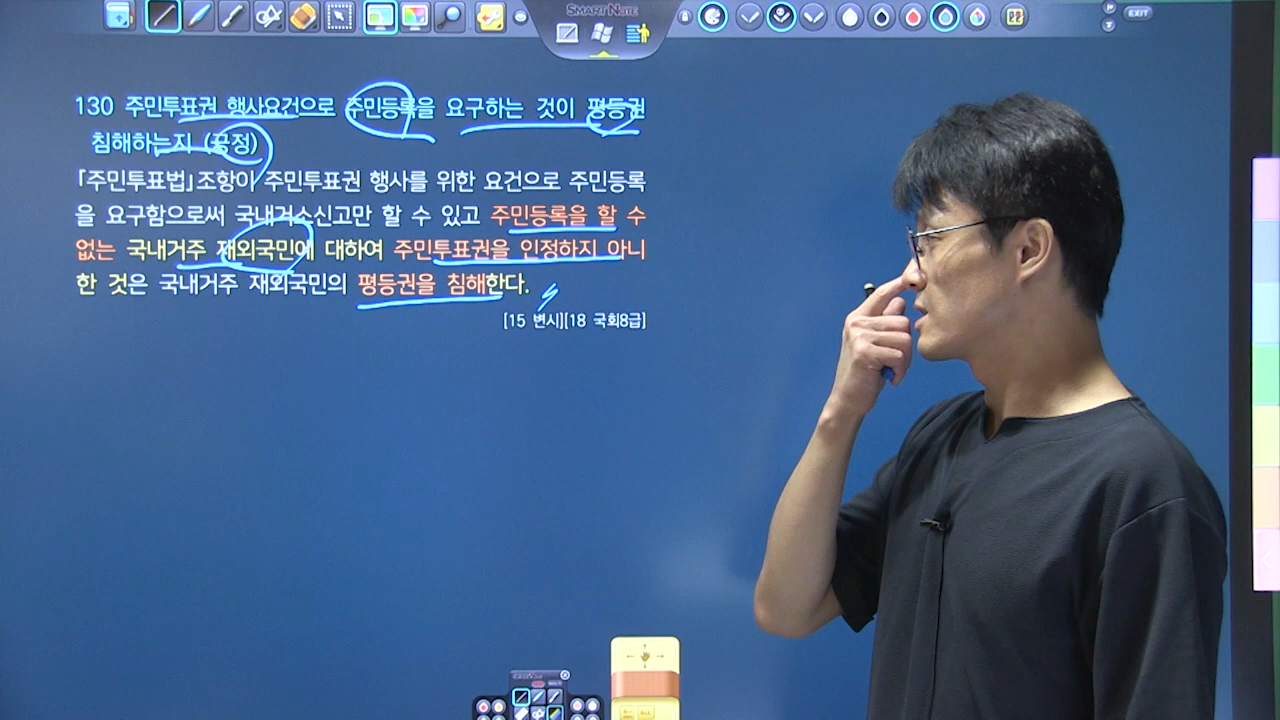 SMART NOTE
EXIT
130 주민투표권 행사요건으로 주민등록을 요구하는 것이 평등권
침해하는지 (긍정)
「주민투표법」조항이 주민투표권 행사를 위한 요건으로 주민등록
을 요구함으로써 국내거소신고만 할 수 있고 주민등록을 할 수
없는 국내거주 재외국민에 대하여 주민투표권을 인정하지 아니
한 것은 국내거주 재외국민의 평등권을 침해한다.
[15 변시][18 국회8급]